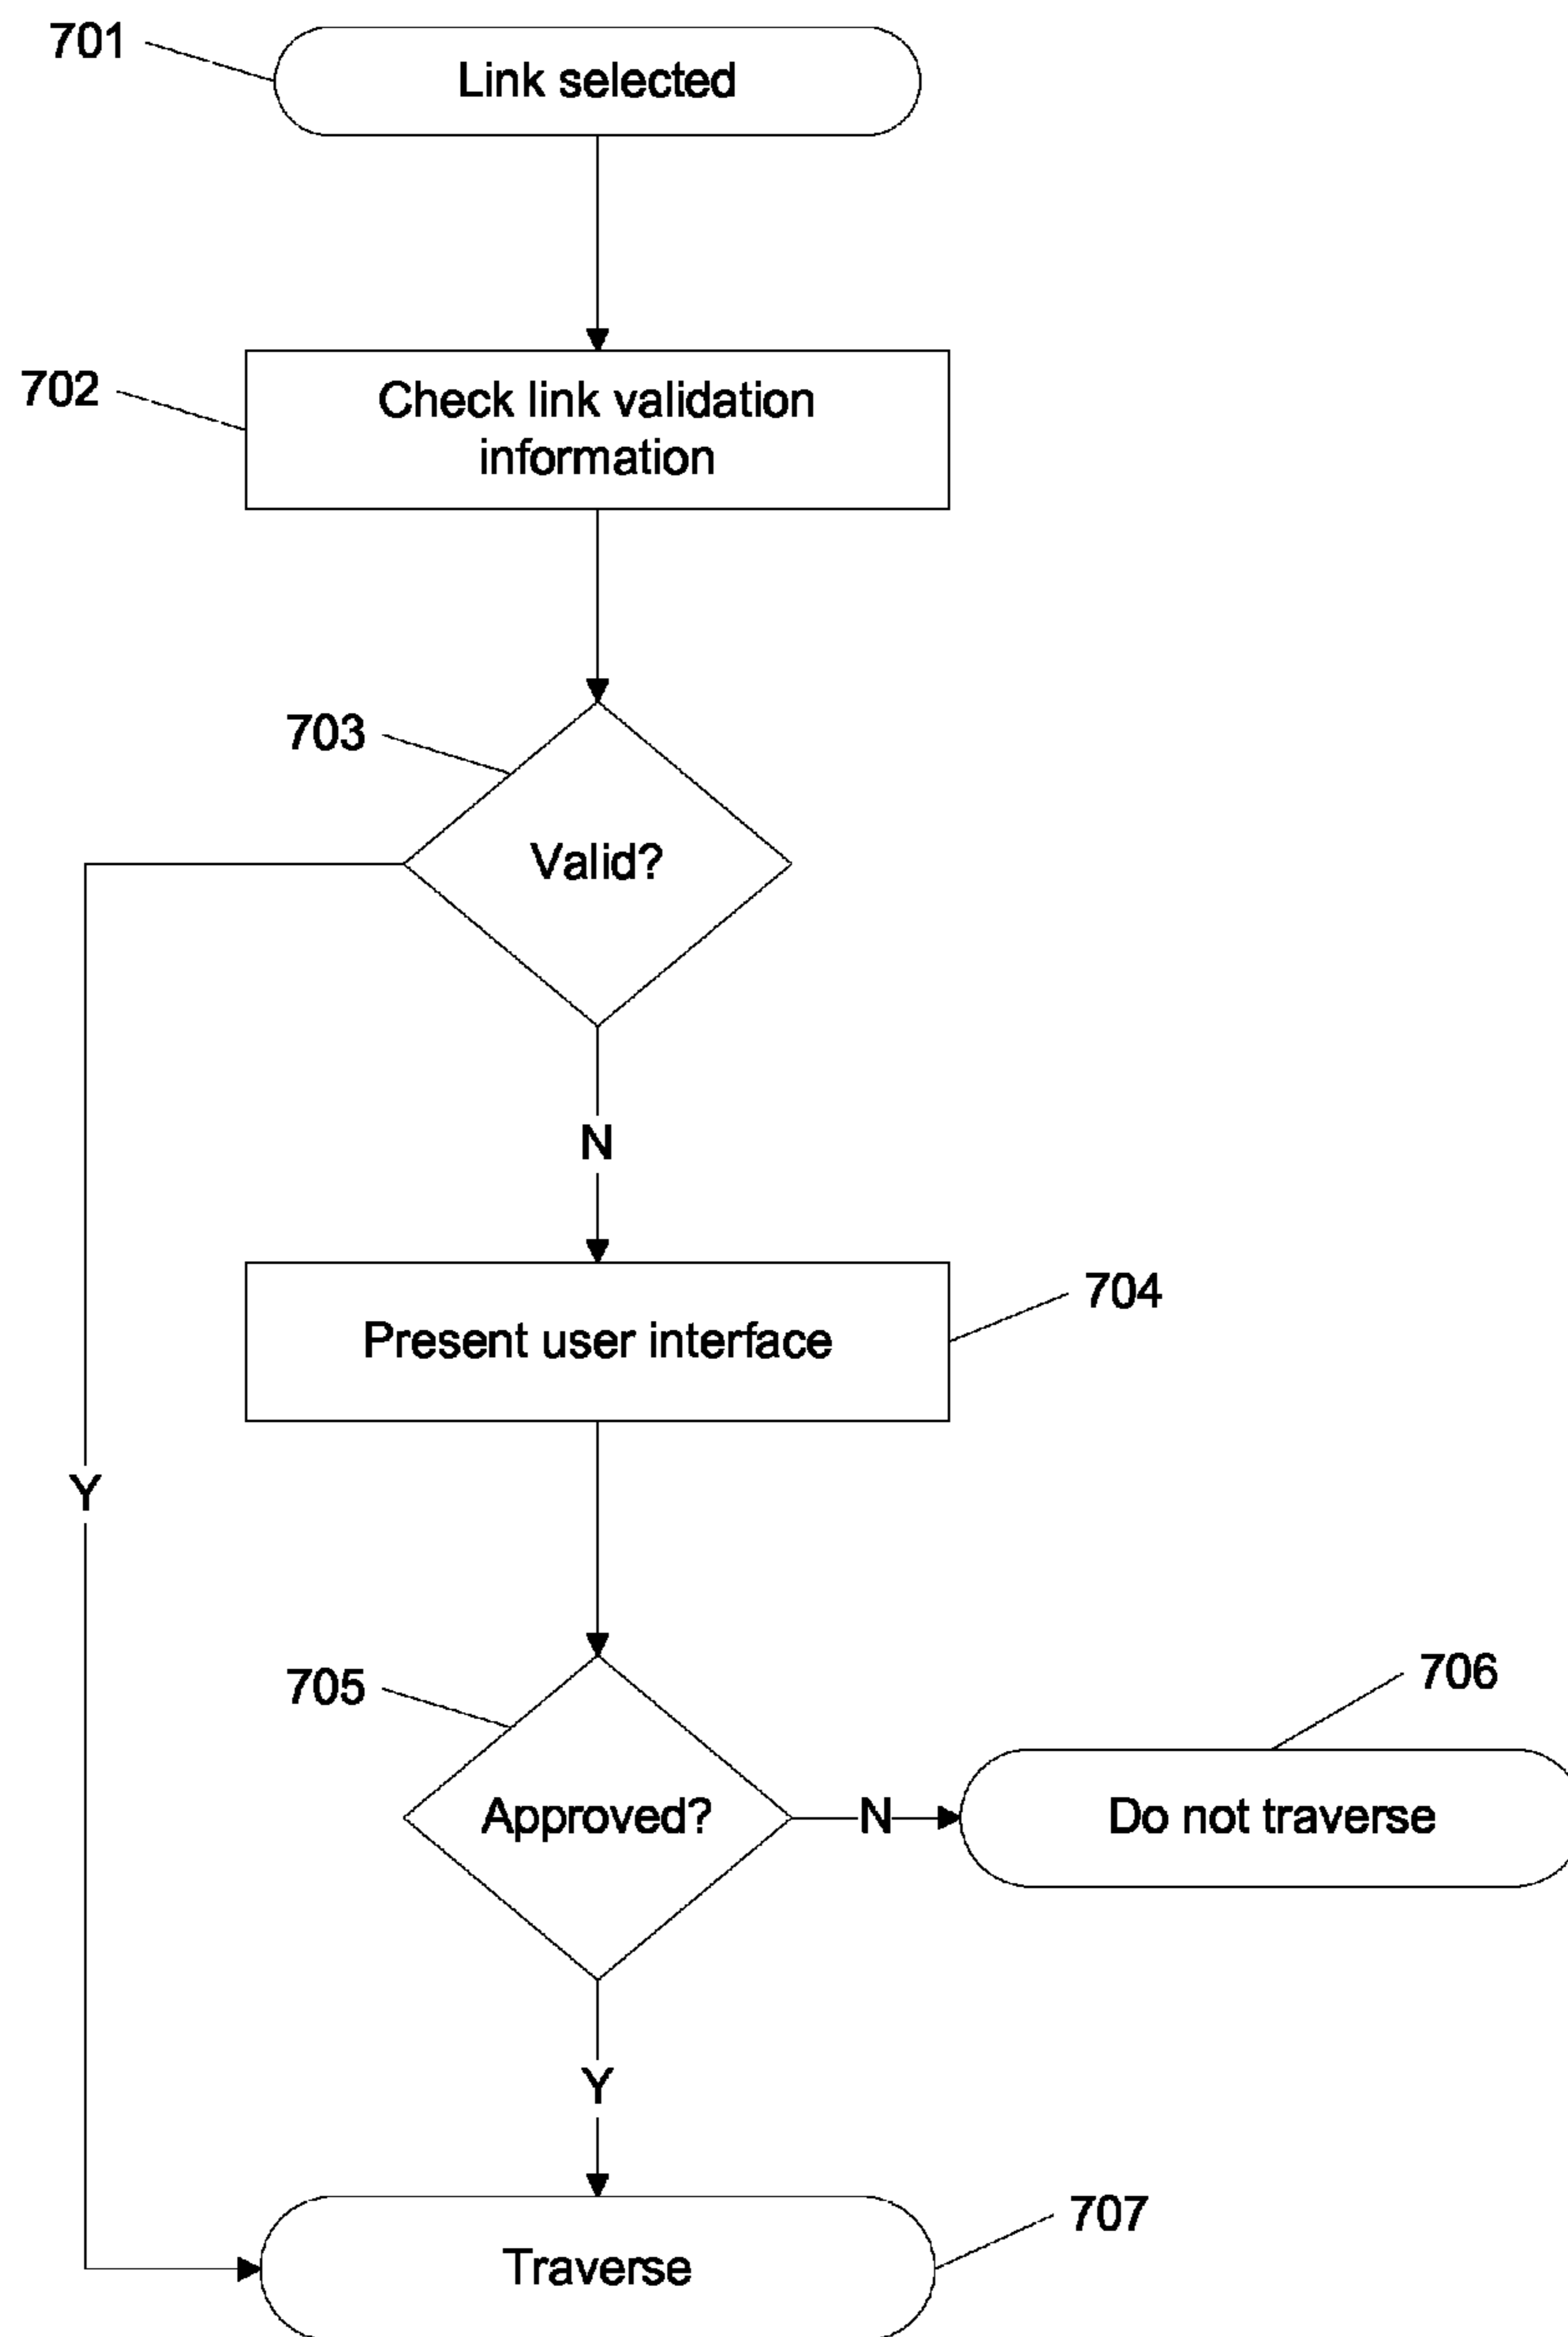 701
Link selected
702
Check link validation
information
703
Valid?
N
704
Present user interface
Y
705
Approved?
N
706
Do not traverse
Y
707
Traverse